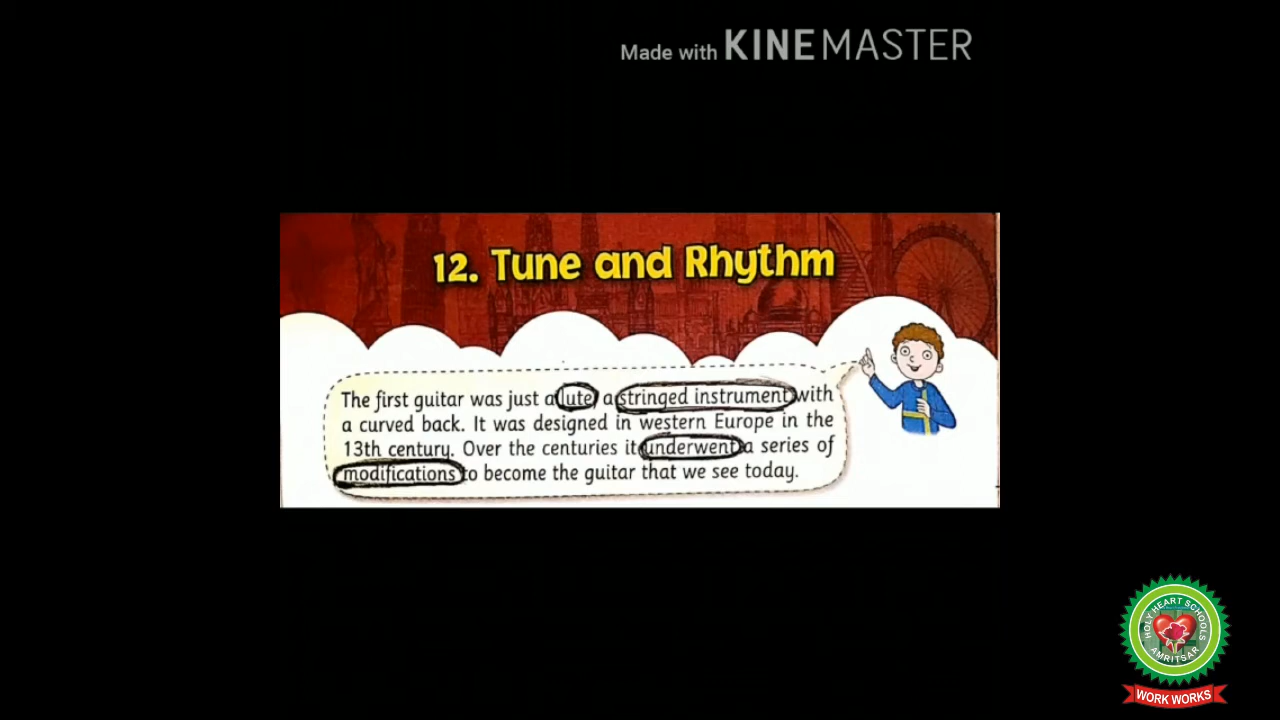 Made with KINEMASTER
12. Tune and Rhythm
The first guitar was just a lute, a stringed instrument with
a curved back. It was designed in western Europe in the
13th century. Over the centuries it underwent a series of
modifications to become the guitar that we see today.
HOLY HEART SCHOOLS
AMRITSAR
WORK WORKS